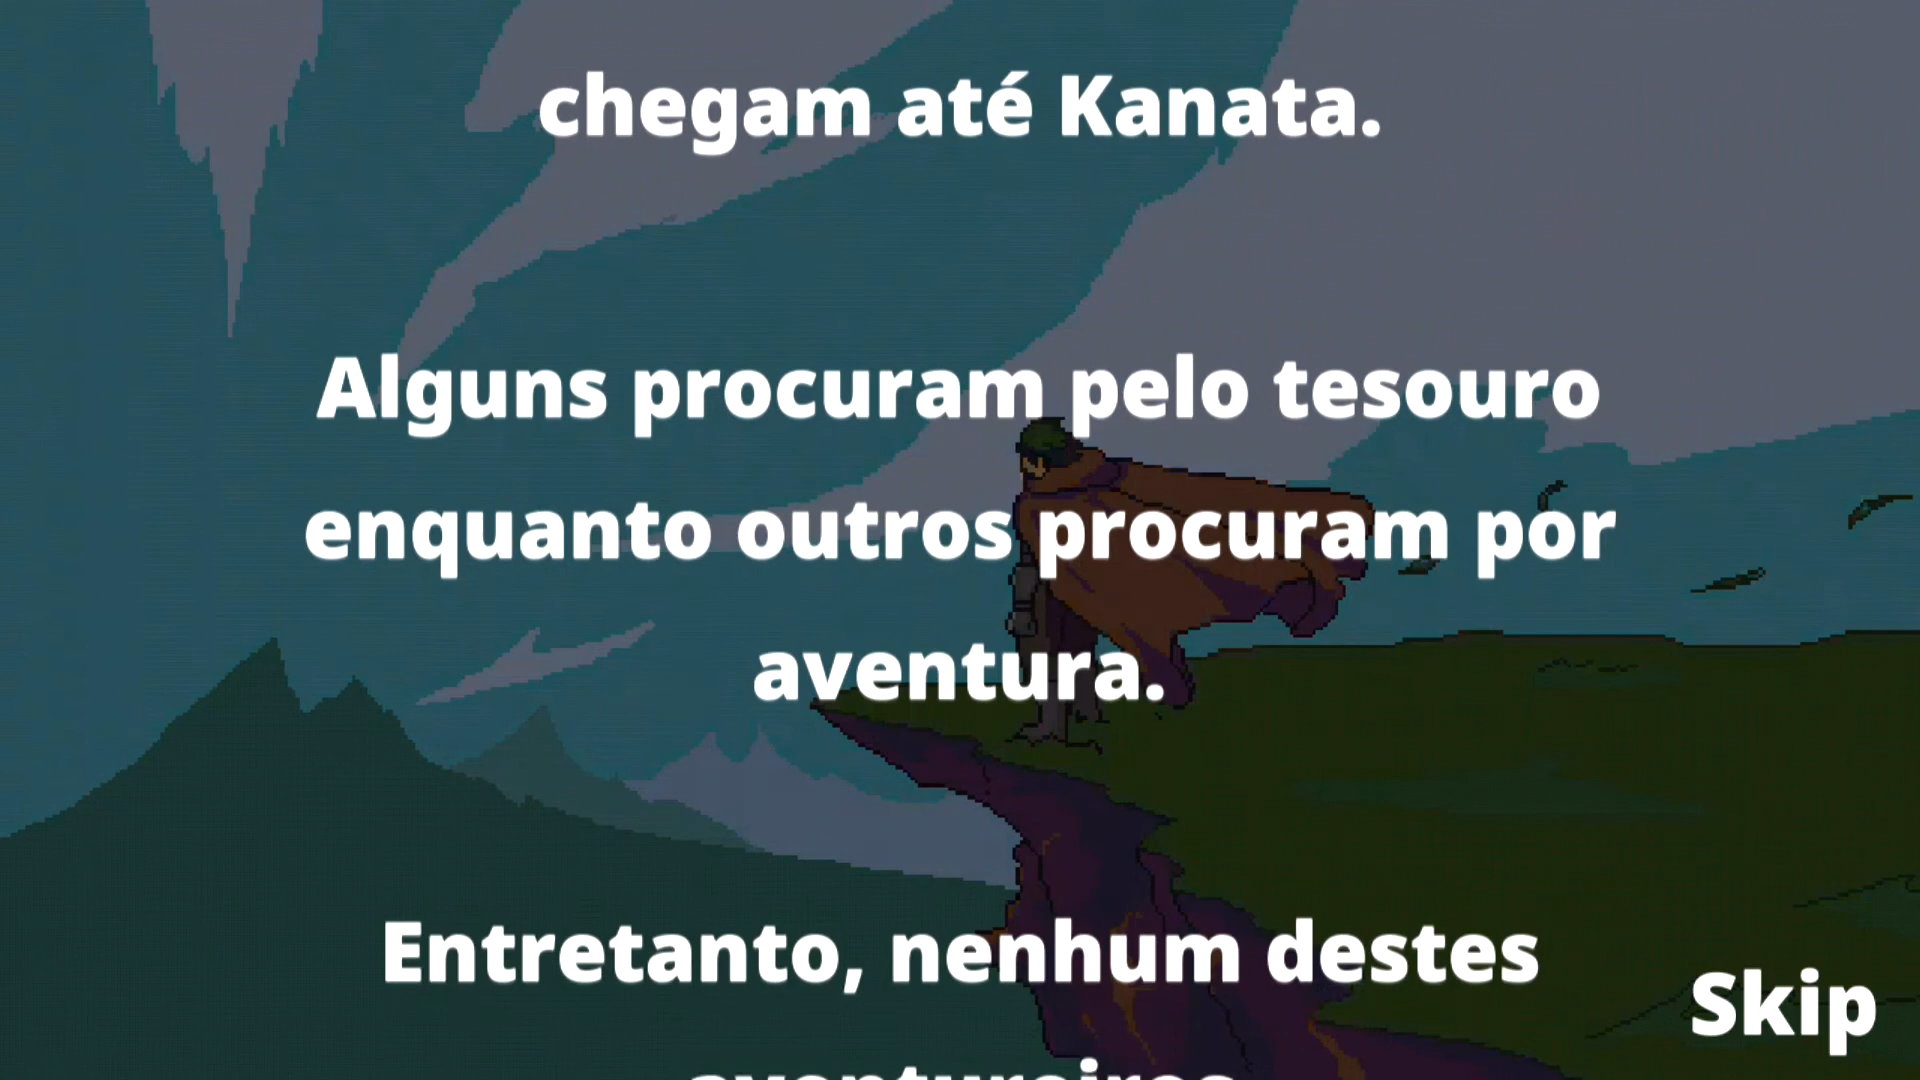 chegam até Kanata.
Alguns procuram pelo tesouro
enquanto outros procuram por
aventura.
Entretanto, nenhum destes
Skip